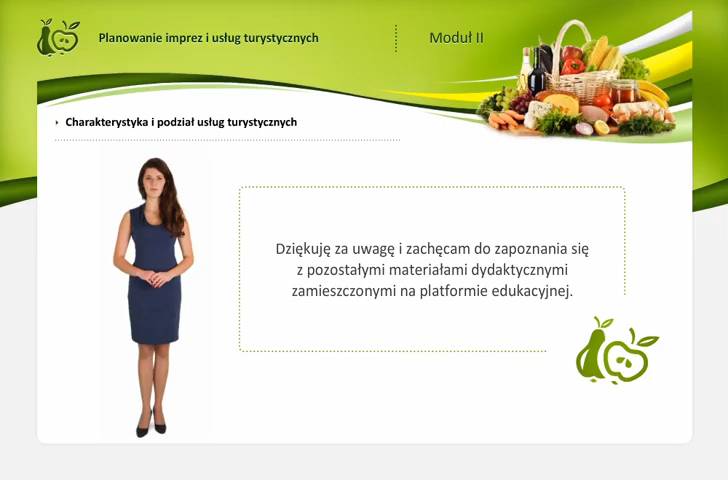 Planowanie imprez i usług turystycznych
Moduł II
Charakterystyka i podział usług turystycznych
Dziękuję za uwagę i zachęcam do zapoznania się
z pozostałymi materiałami dydaktycznymi
zamieszczonymi na platformie edukacyjnej.